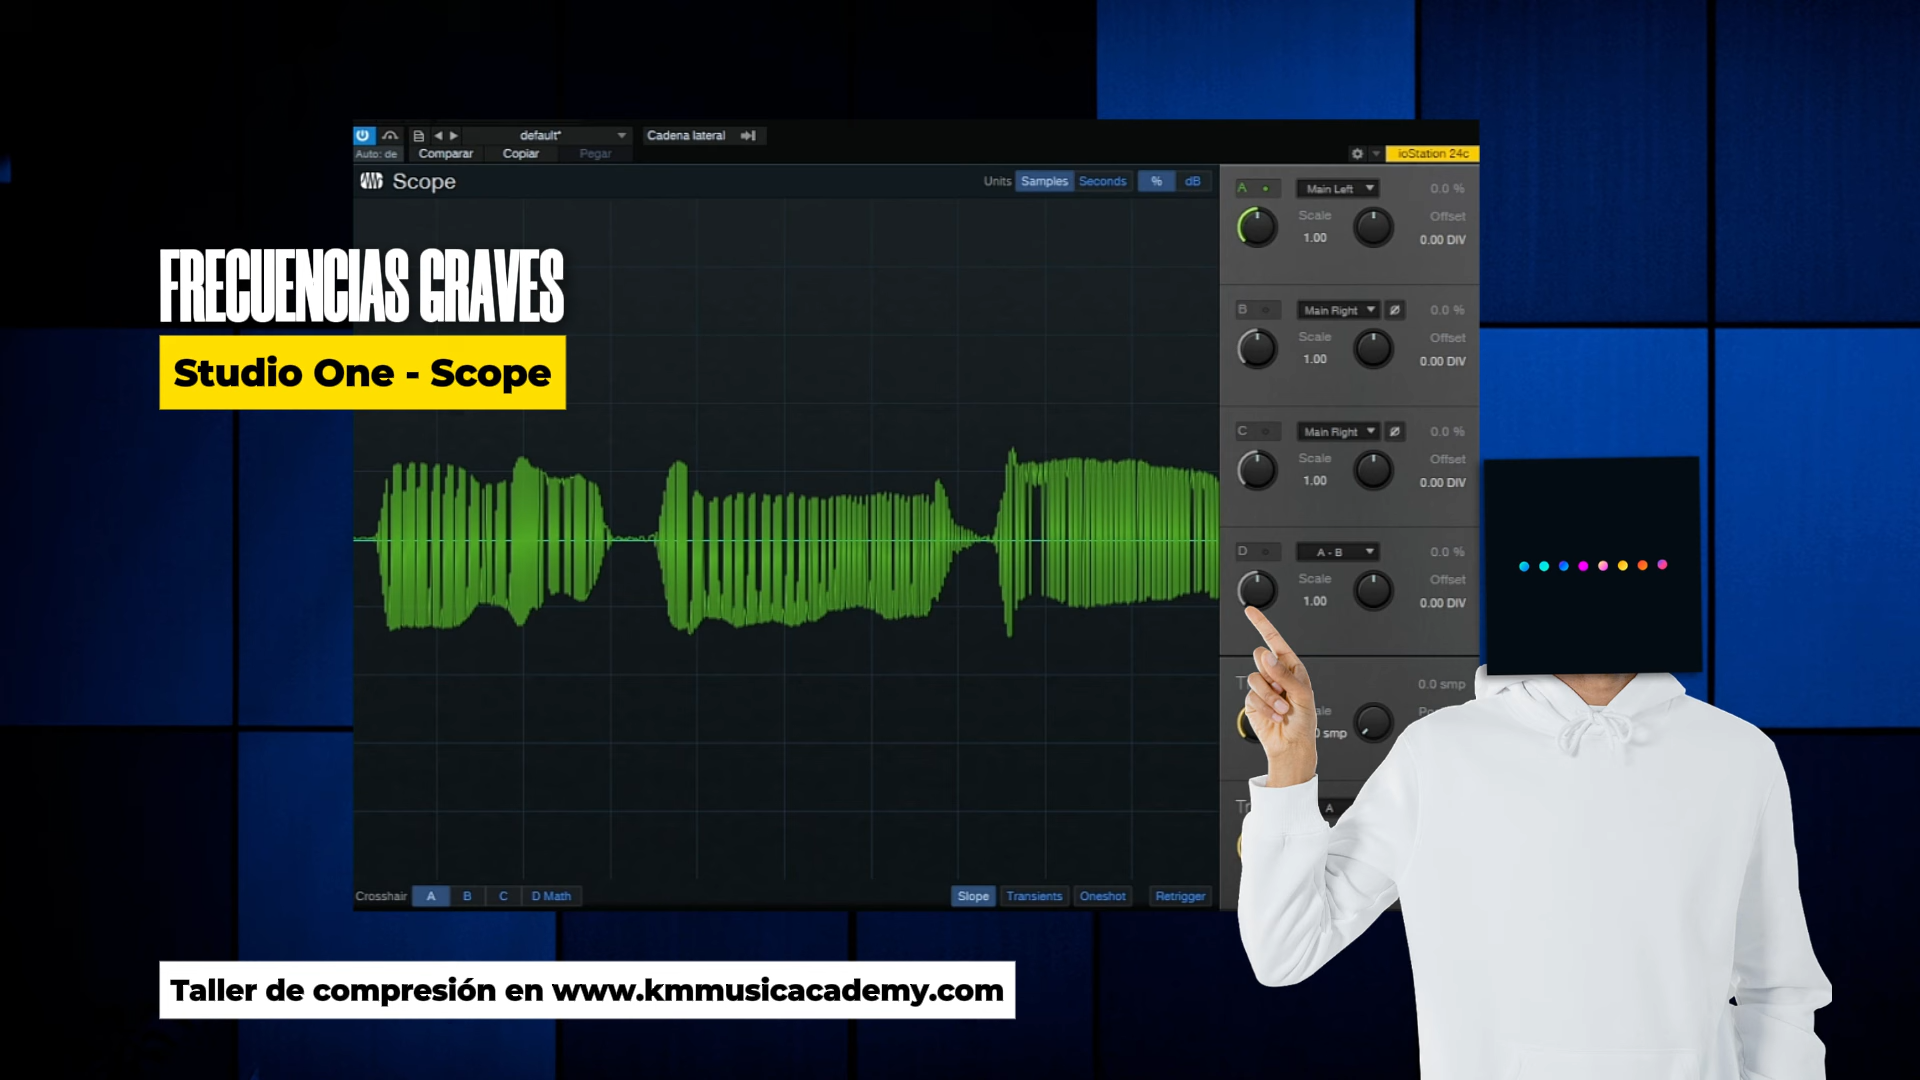 default*
Cadena lateral
Auto: de
Comparar
Copiar
Pegar
ioStation 24c
Scope
Units
Samples
Seconds
%
dB
A
Main Left
0.0 %
Scale
Offset
1.00
0.00 DIV
FRECUENCIAS GRAVES
Studio One - Scope
B
Main Right
Ø
0.0 %
Scale
Offset
1.00
0.00 DIV
C
Main Right
Ø
0.0 %
Scale
Offset
1.00
0.00 DIV
D
A - B
0.0 %
Scale
Offset
1.00
0.00 DIV
0.0 smp
smp
A
Crosshair
A
B
C
D Math
Slope
Transients
Oneshot
Retrigger
Taller de compresión en www.kmmusicacademy.com